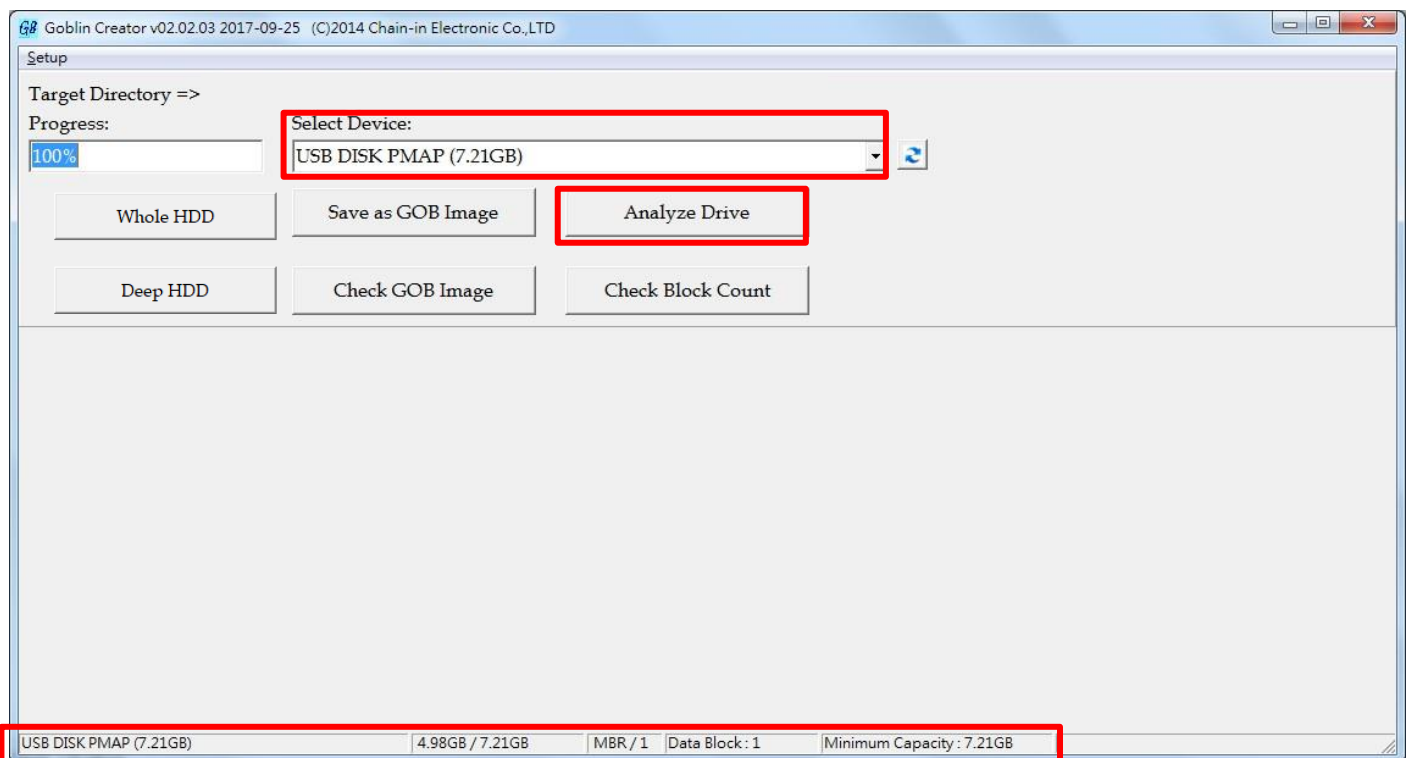 GB Goblin Creator v02.02.03 2017-09-25 (C)2014 Chain-in Electronic Co.,LTD
Setup
Target Directory =>
Progress: Select Device:
100% USB DISK PMAP (7.21GB)
Whole HDD Save as GOB Image Analyze Drive
Deep HDD Check GOB Image Check Block Count
USB DISK PMAP (7.21GB) 4.98GB / 7.21GB MBR / 1 Data Block : 1 Minimum Capacity : 7.21GB